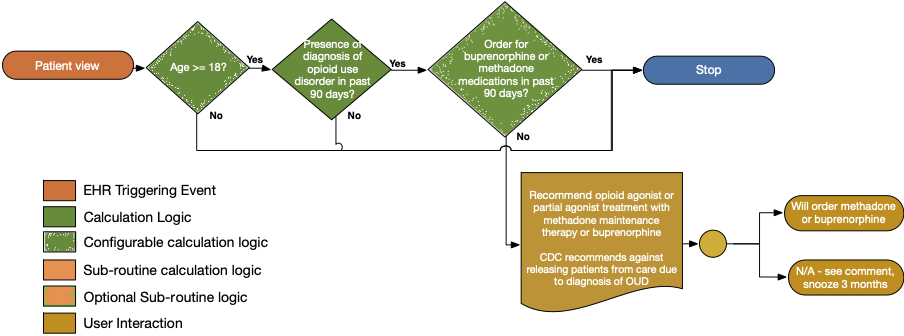 Patient view
Age >= 18?
Yes
No
Presence of
diagnosis of
opioid use
disorder in past
90 days?
Yes
No
Order for
buprenorphine or
methadone
medications in past
90 days?
Yes
No
Stop
Recommend opioid agonist or
partial agonist treatment with
methadone maintenance
therapy or buprenorphine
CDC recommends against
releasing patients from care due
to diagnosis of OUD
Will order methadone
or buprenorphine
N/A - see comment,
snooze 3 months
EHR Triggering Event
Calculation Logic
Configurable calculation logic
Sub-routine calculation logic
Optional Sub-routine logic
User Interaction